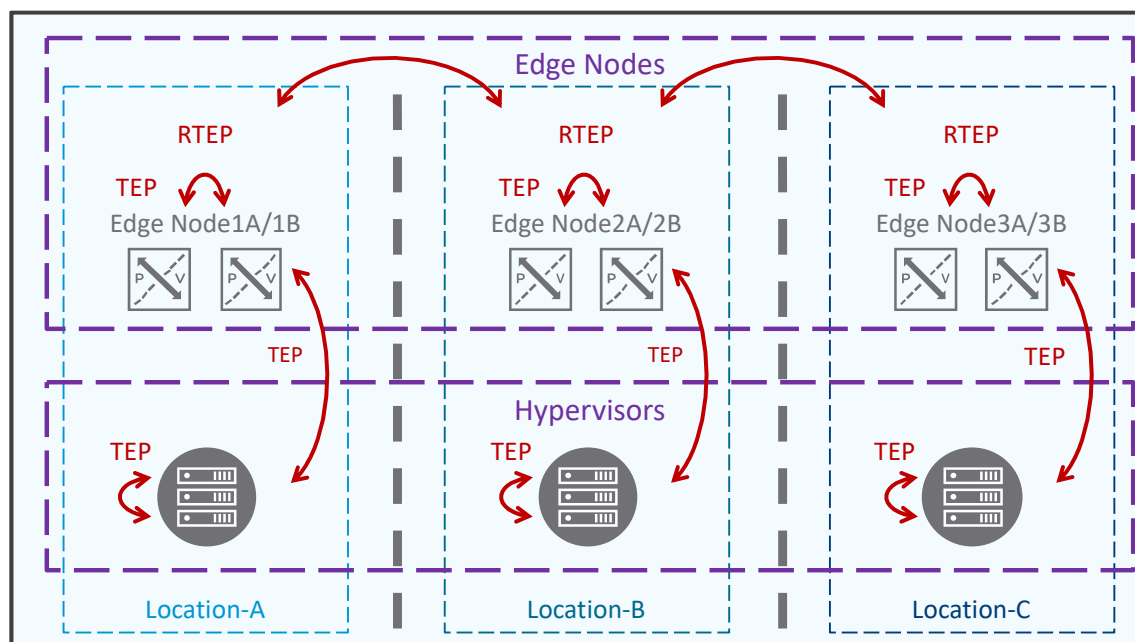 Edge Nodes
RTEP
RTEP
RTEP
TEP
TEP
TEP
Edge Node1A/1B
Edge Node2A/2B
Edge Node3A/3B
P V
P V
P V
P V
P V
P V
TEP
TEP
TEP
Hypervisors
TEP
TEP
TEP
Location-A
Location-B
Location-C